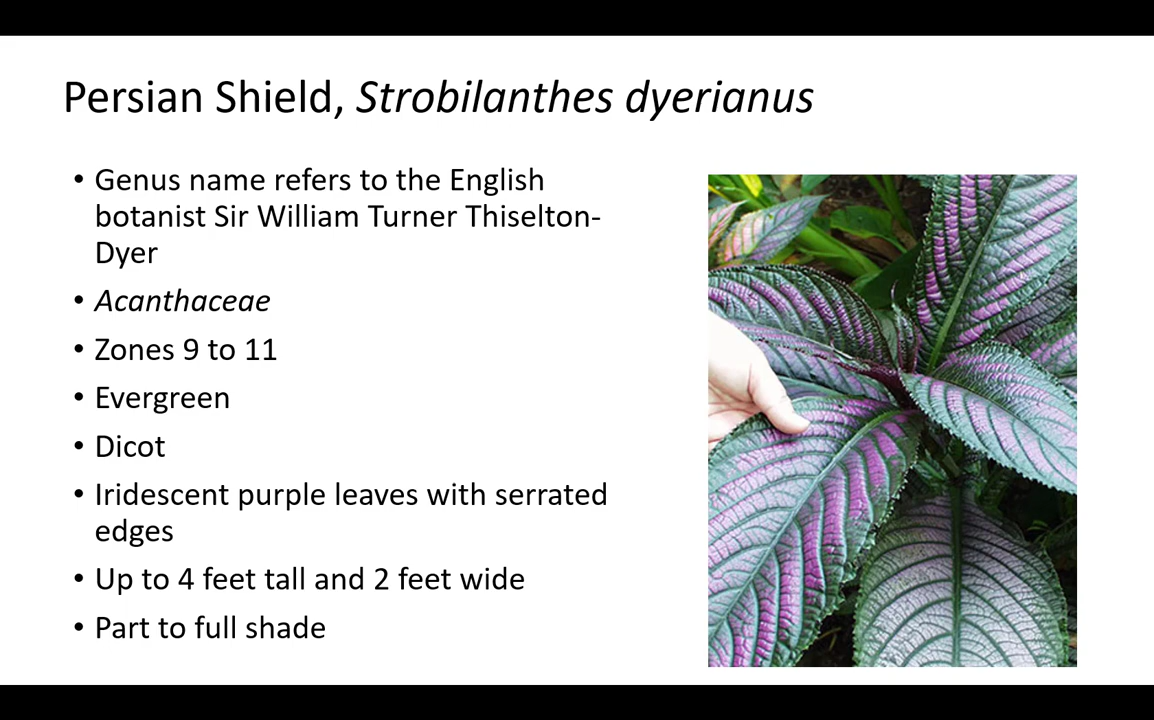 Persian Shield, Strobilanthes dyerianus
• Genus name refers to the English
botanist Sir William Turner Thiselton-
Dyer
• Acanthaceae
• Zones 9 to 11
• Evergreen
• Dicot
• Iridescent purple leaves with serrated
edges
• Up to 4 feet tall and 2 feet wide
• Part to full shade